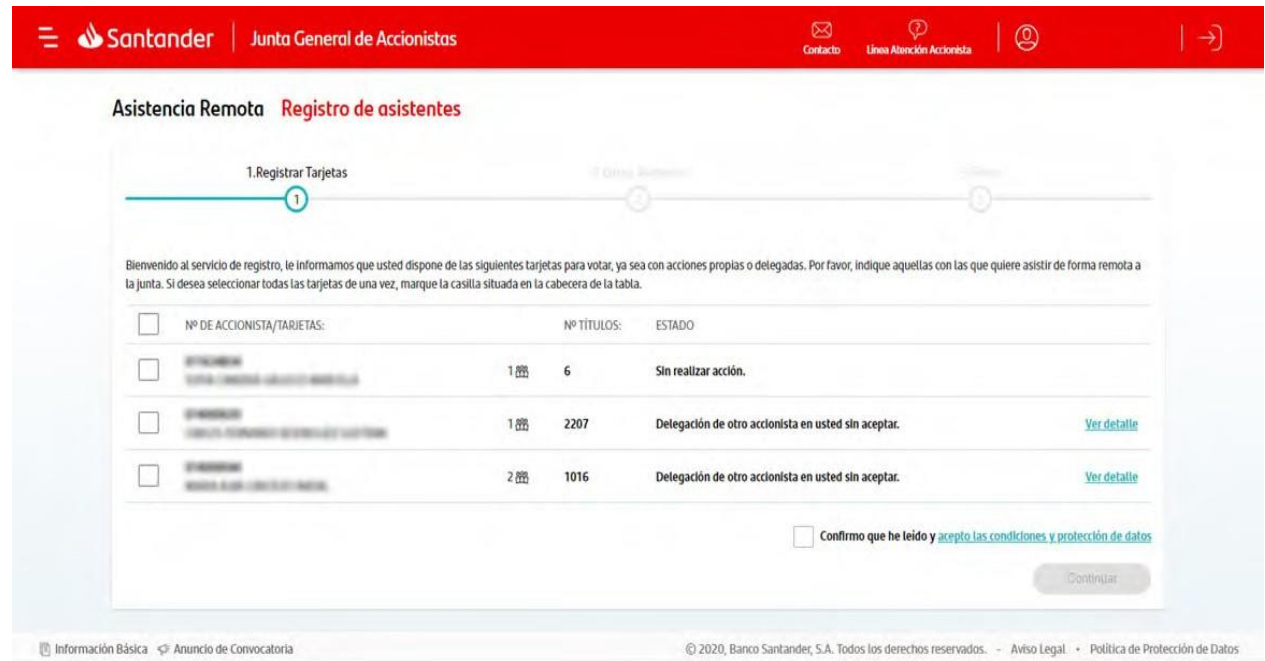 Santander
Junta General de Accionistas
Contacto
Línea Atención Accionista
Asistencia Remota Registro de asistentes
1.Registrar Tarjetas
1
Bienvenido al servicio de registro, le informamos que usted dispone de las siguientes tarjetas para votar, ya sea con acciones propias o delegadas. Por favor, indique aquellas con las que quiere asistir de forma remota a
la junta. Si desea seleccionar todas las tarjetas de una vez, marque la casilla situada en la cabecera de la tabla.
Nº DE ACCIONISTA/TARJETAS: Nº TÍTULOS: ESTADO
1 6 Sin realizar acción.
1 2207 Delegación de otro accionista en usted sin aceptar. Ver detalle
2 1016 Delegación de otro accionista en usted sin aceptar. Ver detalle
Confirmo que he leído y acepto las condiciones y protección de datos
Continuar
Información Básica Anuncio de Convocatoria © 2020, Banco Santander, S.A. Todos los derechos reservados. - Aviso Legal • Política de Protección de Datos